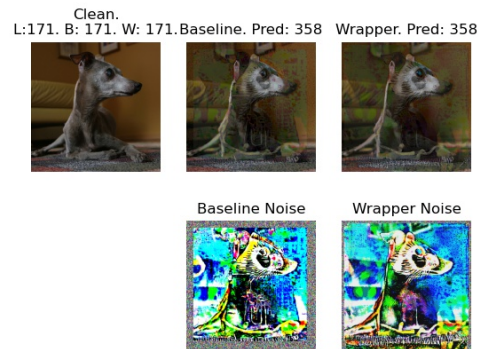 Clean.
L:171. B: 171. W: 171. Baseline. Pred: 358 Wrapper. Pred: 358
Baseline Noise Wrapper Noise